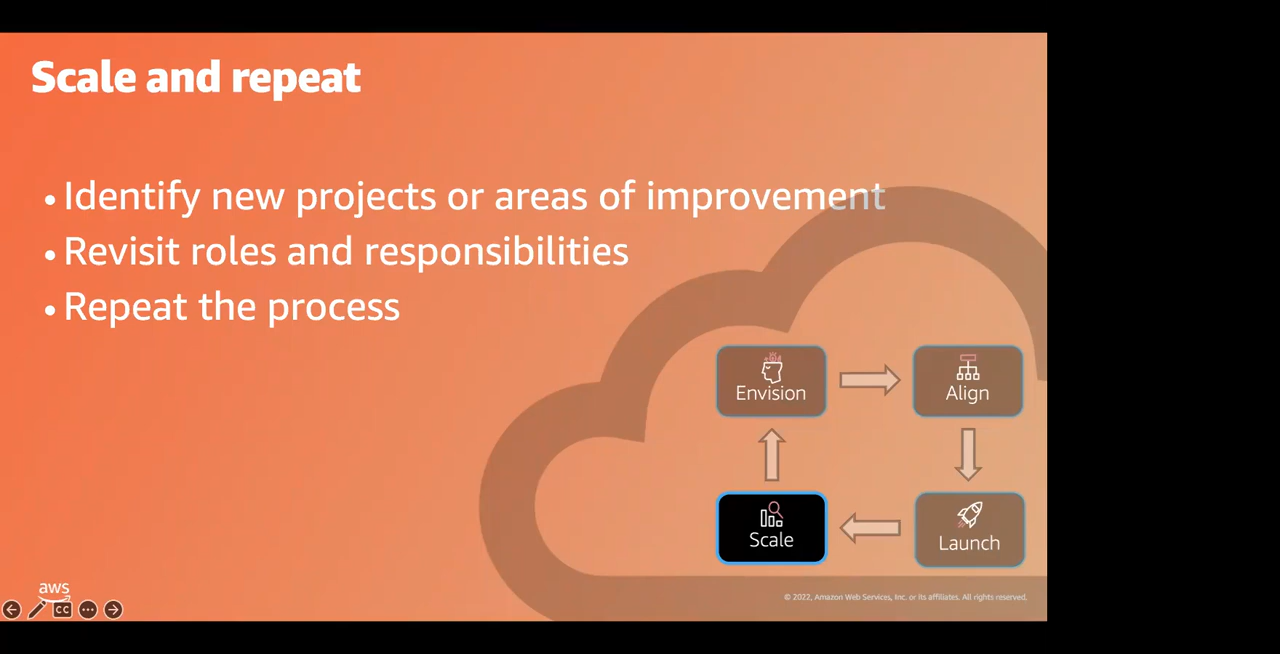 Scale and repeat
• Identify new projects or areas of improvement
• Revisit roles and responsibilities
• Repeat the process
Envision
Align
Scale
Launch
aws
CC
© 2022, Amazon Web Services, Inc. or its affiliates. All rights reserved.